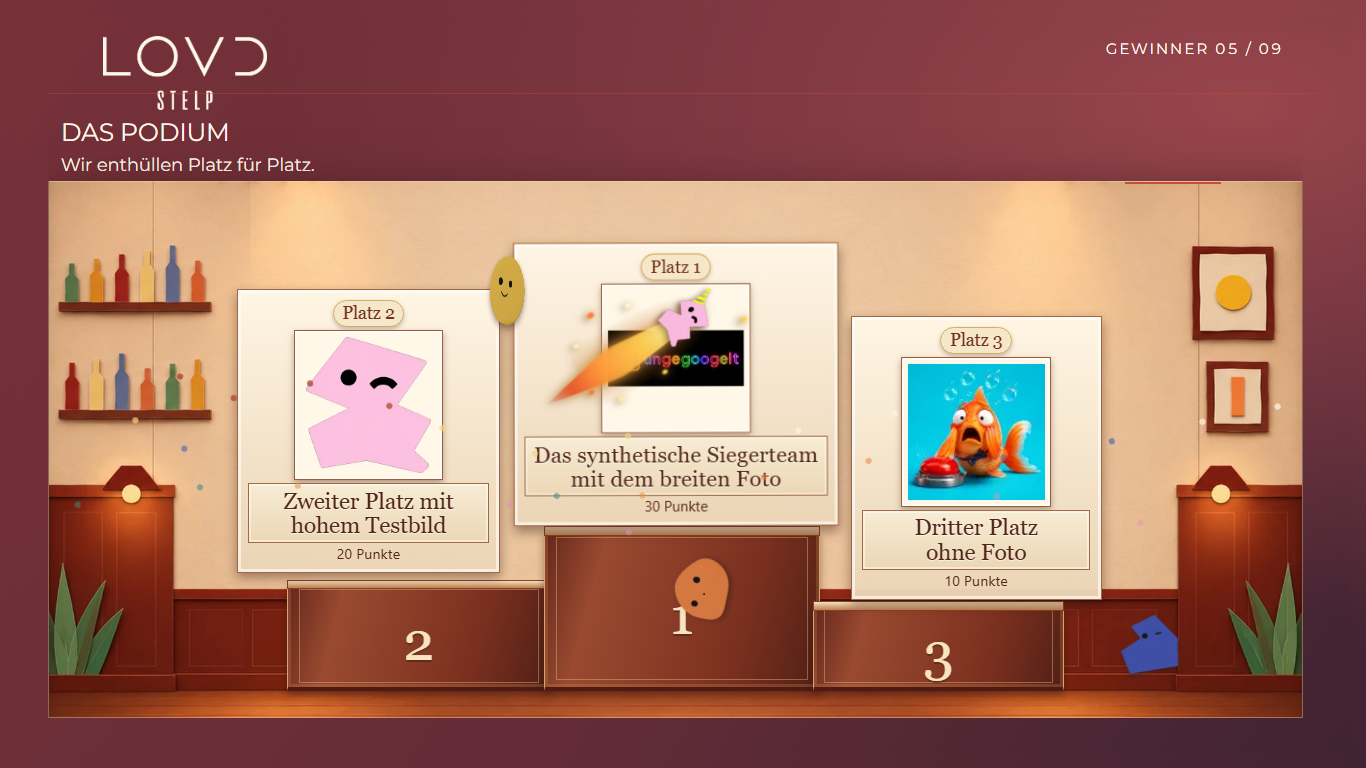 LOVD
STELP
GEWINNER 05 / 09
DAS PODIUM
Wir enthüllen Platz für Platz.
Platz 1
Das synthetische Siegerteam
mit dem breiten Foto
30 Punkte
Platz 2
Zweiter Platz mit
hohem Testbild
20 Punkte
Platz 3
Dritter Platz
ohne Foto
10 Punkte
2
1
3